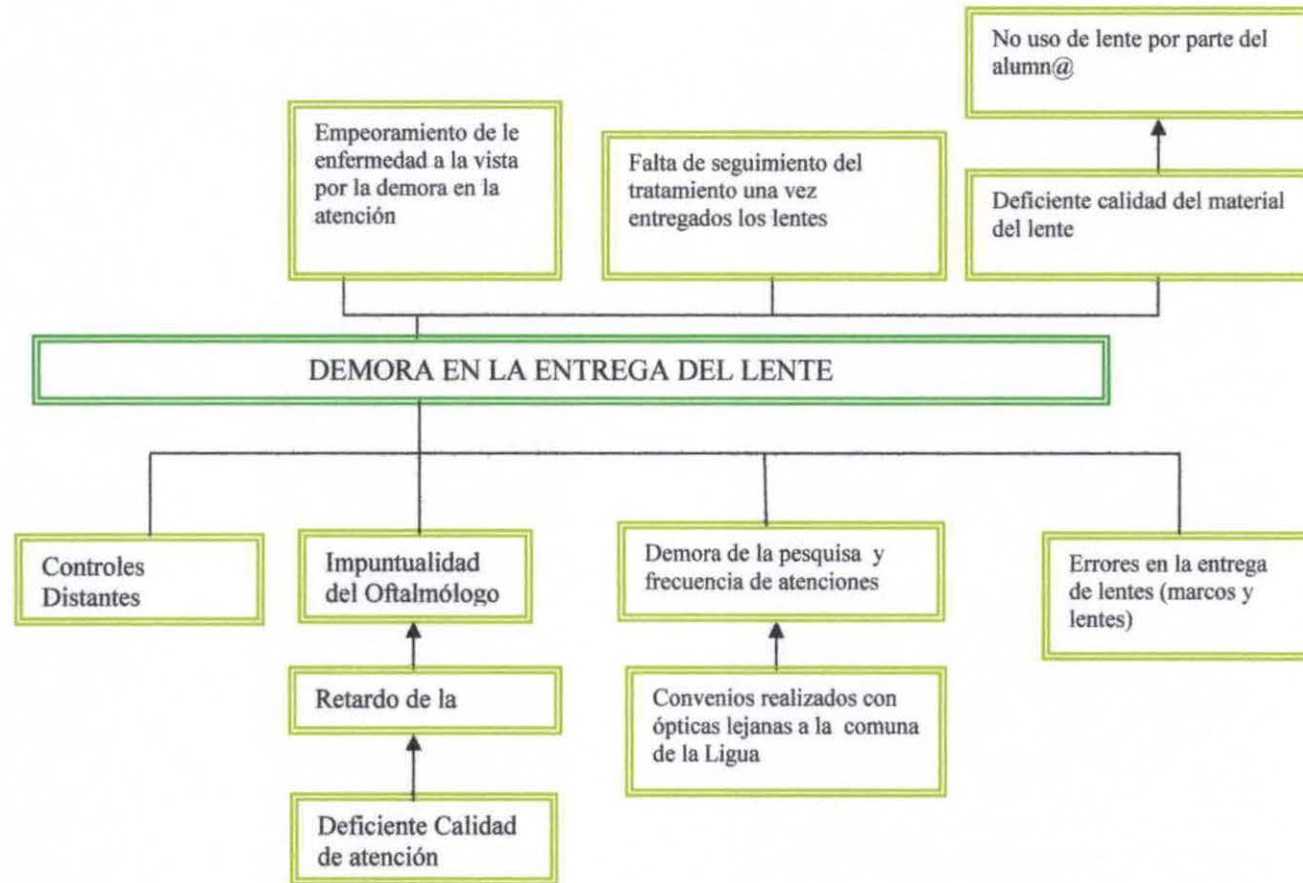 No uso de lente por parte del
alumn@
Empeoramiento de le
enfermedad a la vista
por la demora en la
atención
Falta de seguimiento del
tratamiento una vez
entregados los lentes
Deficiente calidad del material
del lente
DEMORA EN LA ENTREGA DEL LENTE
Controles
Distantes
Impuntualidad
del Oftalmólogo
Demora de la pesquisa y
frecuencia de atenciones
Errores en la entrega
de lentes (marcos y
lentes)
Retardo de la
Convenios realizados con
ópticas lejanas a la comuna
de la Ligua
Deficiente Calidad
de atención